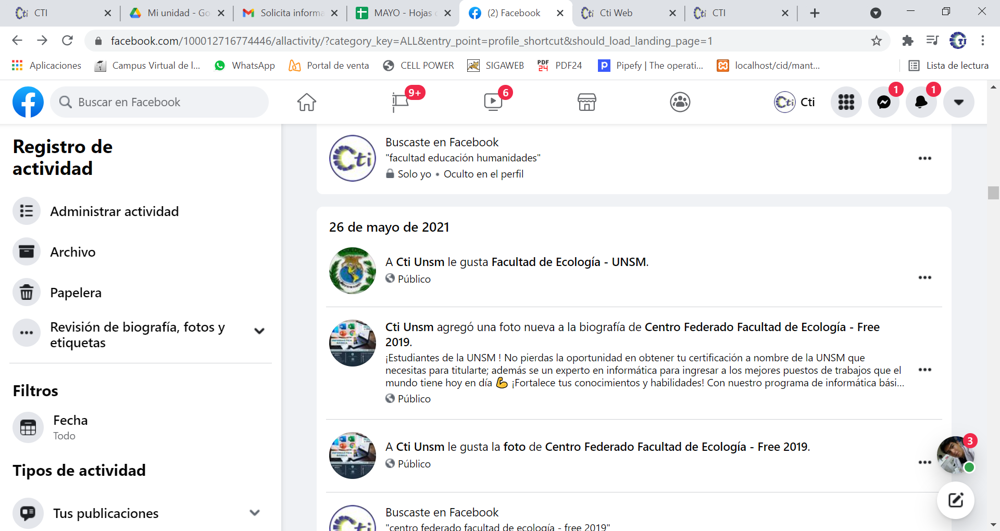 CTI
Mi unidad - Go
Solicita informa
MAYO - Hojas
(2) Facebook
Cti Web
CTI
facebook.com/100012716774446/allactivity/?category_key=ALL&entry_point=profile_shortcut&should_load_landing_page=1
Aplicaciones
Campus Virtual de l...
WhatsApp
Portal de venta
CELL POWER
SIGAWEB
PDF24
Pipefy | The operati...
localhost/cid/mant...
Lista de lectura
Buscar en Facebook
9+
6
Cti
Cti
1
1
Registro de
actividad
Administrar actividad
Archivo
Papelera
Revisión de biografía, fotos y
etiquetas
Filtros
Fecha
Todo
Tipos de actividad
Tus publicaciones
Cti
Buscaste en Facebook
"facultad educación humanidades"
Solo yo • Oculto en el perfil
26 de mayo de 2021
A Cti Unsm le gusta Facultad de Ecología - UNSM.
Público
Cti Unsm agregó una foto nueva a la biografía de Centro Federado Facultad de Ecología - Free
2019.
¡Estudiantes de la UNSM ! No pierdas la oportunidad en obtener tu certificación a nombre de la UNSM que
necesitas para titularte; además se un experto en informática para ingresar a los mejores puestos de trabajos que el
mundo tiene hoy en día 💪 ¡Fortalece tus conocimientos y habilidades! Con nuestro programa de informática bási...
Público
A Cti Unsm le gusta la foto de Centro Federado Facultad de Ecología - Free 2019.
Público
3
Cti
Buscaste en Facebook
"centro federado facultad de ecología - free 2019"